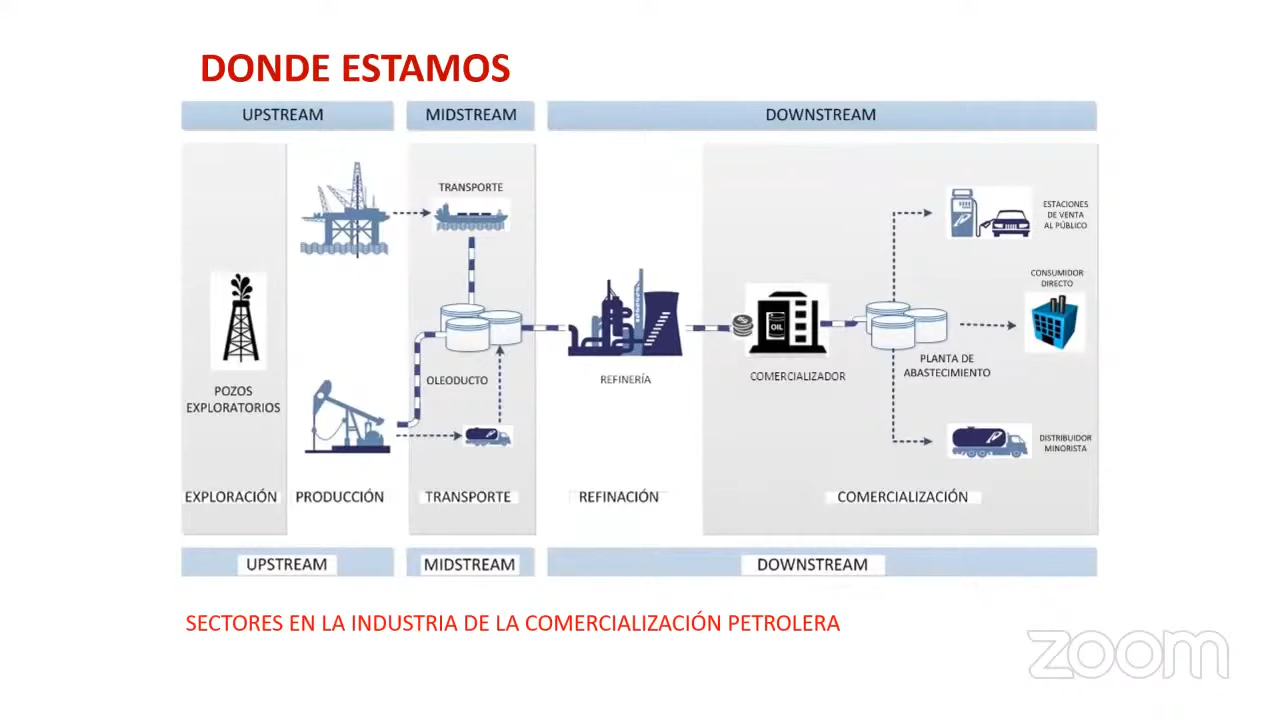 DONDE ESTAMOS
UPSTREAM
MIDSTREAM
DOWNSTREAM
TRANSPORTE
ESTACIONES
DE VENTA
AL PÚBLICO
CONSUMIDOR
DIRECTO
OIL
POZOS
EXPLORATORIOS
OLEODUCTO
REFINERÍA
COMERCIALIZADOR
PLANTA DE
ABASTECIMIENTO
DISTRIBUIDOR
MINORISTA
EXPLORACIÓN
PRODUCCIÓN
TRANSPORTE
REFINACIÓN
COMERCIALIZACIÓN
UPSTREAM
MIDSTREAM
DOWNSTREAM
SECTORES EN LA INDUSTRIA DE LA COMERCIALIZACIÓN PETROLERA
zoom